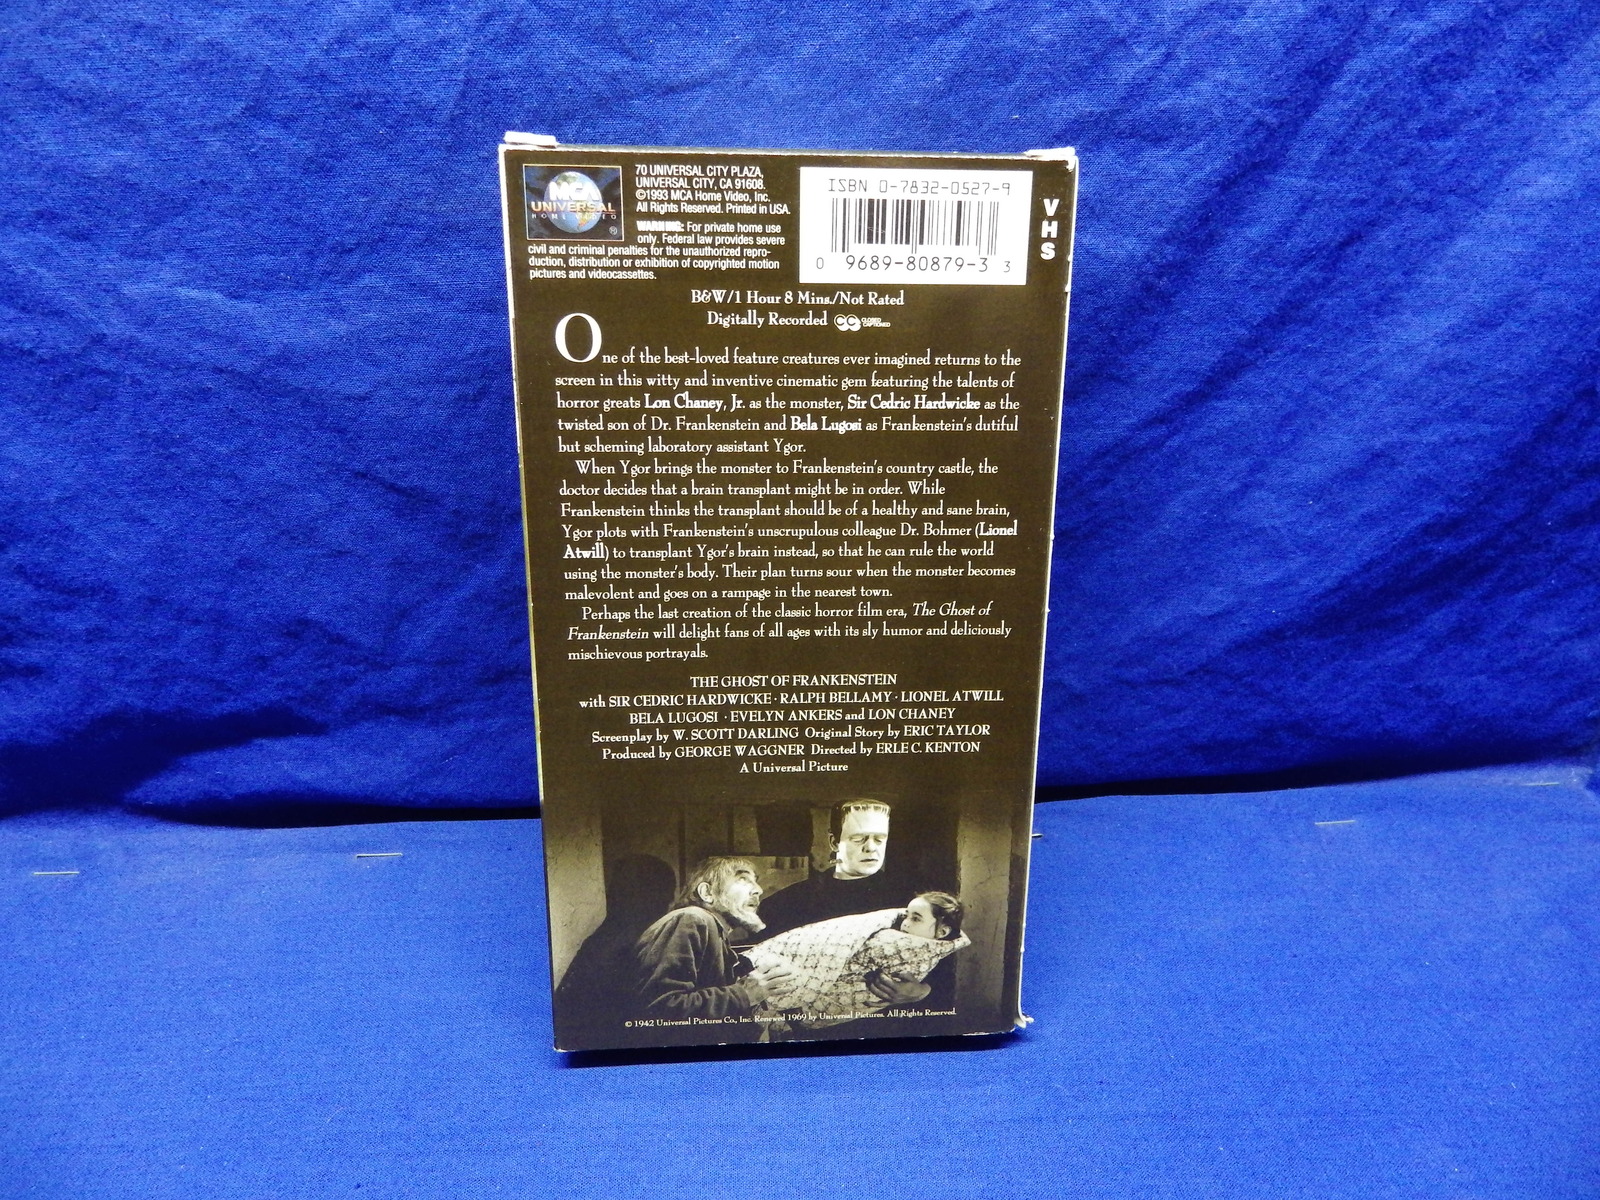 MCA
UNIVERSAL
HOME VIDEO
®
70 UNIVERSAL CITY PLAZA,
UNIVERSAL CITY, CA 91608.
©1993 MCA Home Video, Inc.
All Rights Reserved. Printed in USA.
WARNING: For private home use
only. Federal law provides severe
civil and criminal penalties for the unauthorized repro-
duction, distribution or exhibition of copyrighted motion
pictures and videocassettes.
ISBN 0-7832-0527-9
0 9689-80879-3 3
VHS
B&W/1 Hour 8 Mins./Not Rated
Digitally Recorded CC CLOSED CAPTIONED
One of the best-loved feature creatures ever imagined returns to the
screen in this witty and inventive cinematic gem featuring the talents of
horror greats Lon Chaney, Jr. as the monster, Sir Cedric Hardwicke as the
twisted son of Dr. Frankenstein and Bela Lugosi as Frankenstein's dutiful
but scheming laboratory assistant Ygor.
When Ygor brings the monster to Frankenstein's country castle, the
doctor decides that a brain transplant might be in order. While
Frankenstein thinks the transplant should be of a healthy and sane brain,
Ygor plots with Frankenstein's unscrupulous colleague Dr. Bohmer (Lionel
Atwill) to transplant Ygor's brain instead, so that he can rule the world
using the monster's body. Their plan turns sour when the monster becomes
malevolent and goes on a rampage in the nearest town.
Perhaps the last creation of the classic horror film era, The Ghost of
Frankenstein will delight fans of all ages with its sly humor and deliciously
mischievous portrayals.
THE GHOST OF FRANKENSTEIN
with SIR CEDRIC HARDWICKE · RALPH BELLAMY · LIONEL ATWILL
BELA LUGOSI · EVELYN ANKERS and LON CHANEY
Screenplay by W. SCOTT DARLING Original Story by ERIC TAYLOR
Produced by GEORGE WAGGNER Directed by ERLE C. KENTON
A Universal Picture
© 1942 Universal Pictures Co., Inc. Renewed 1969 by Universal Pictures. All Rights Reserved.